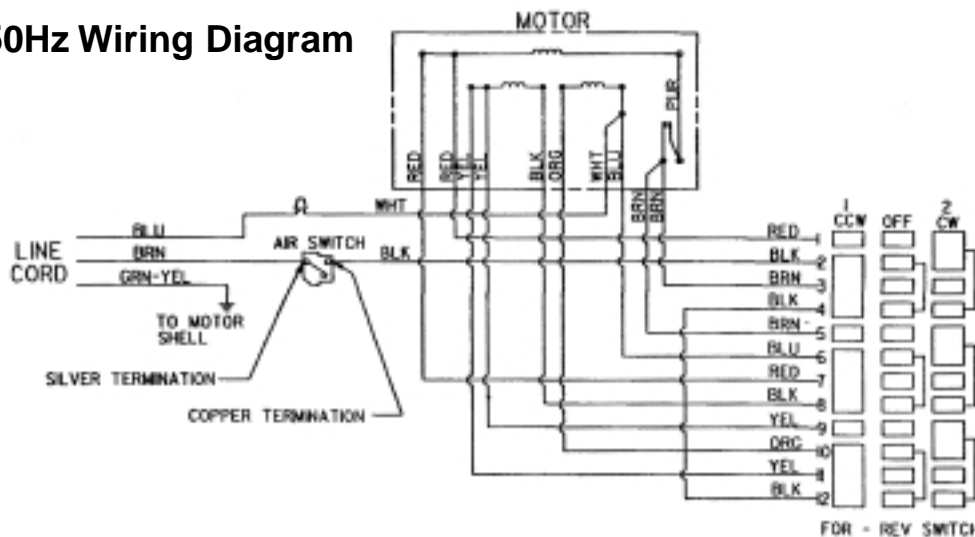 50Hz Wiring Diagram
MOTOR
PUR
RED
RED
YEL
YEL
BLK
ORG
WHT
BLU
BRN
BRN
WHT
BLU
LINE CORD
BRN
AIR SWITCH
BLK
GRN-YEL
TO MOTOR
SHELL
SILVER TERMINATION
COPPER TERMINATION
1 CCW
OFF
2 CW
RED 1
BLK 2
BRN 3
BLK 4
BRN 5
BLU 6
RED 7
BLK 8
YEL 9
ORG 10
YEL 11
BLK 12
FOR - REV SWITCH